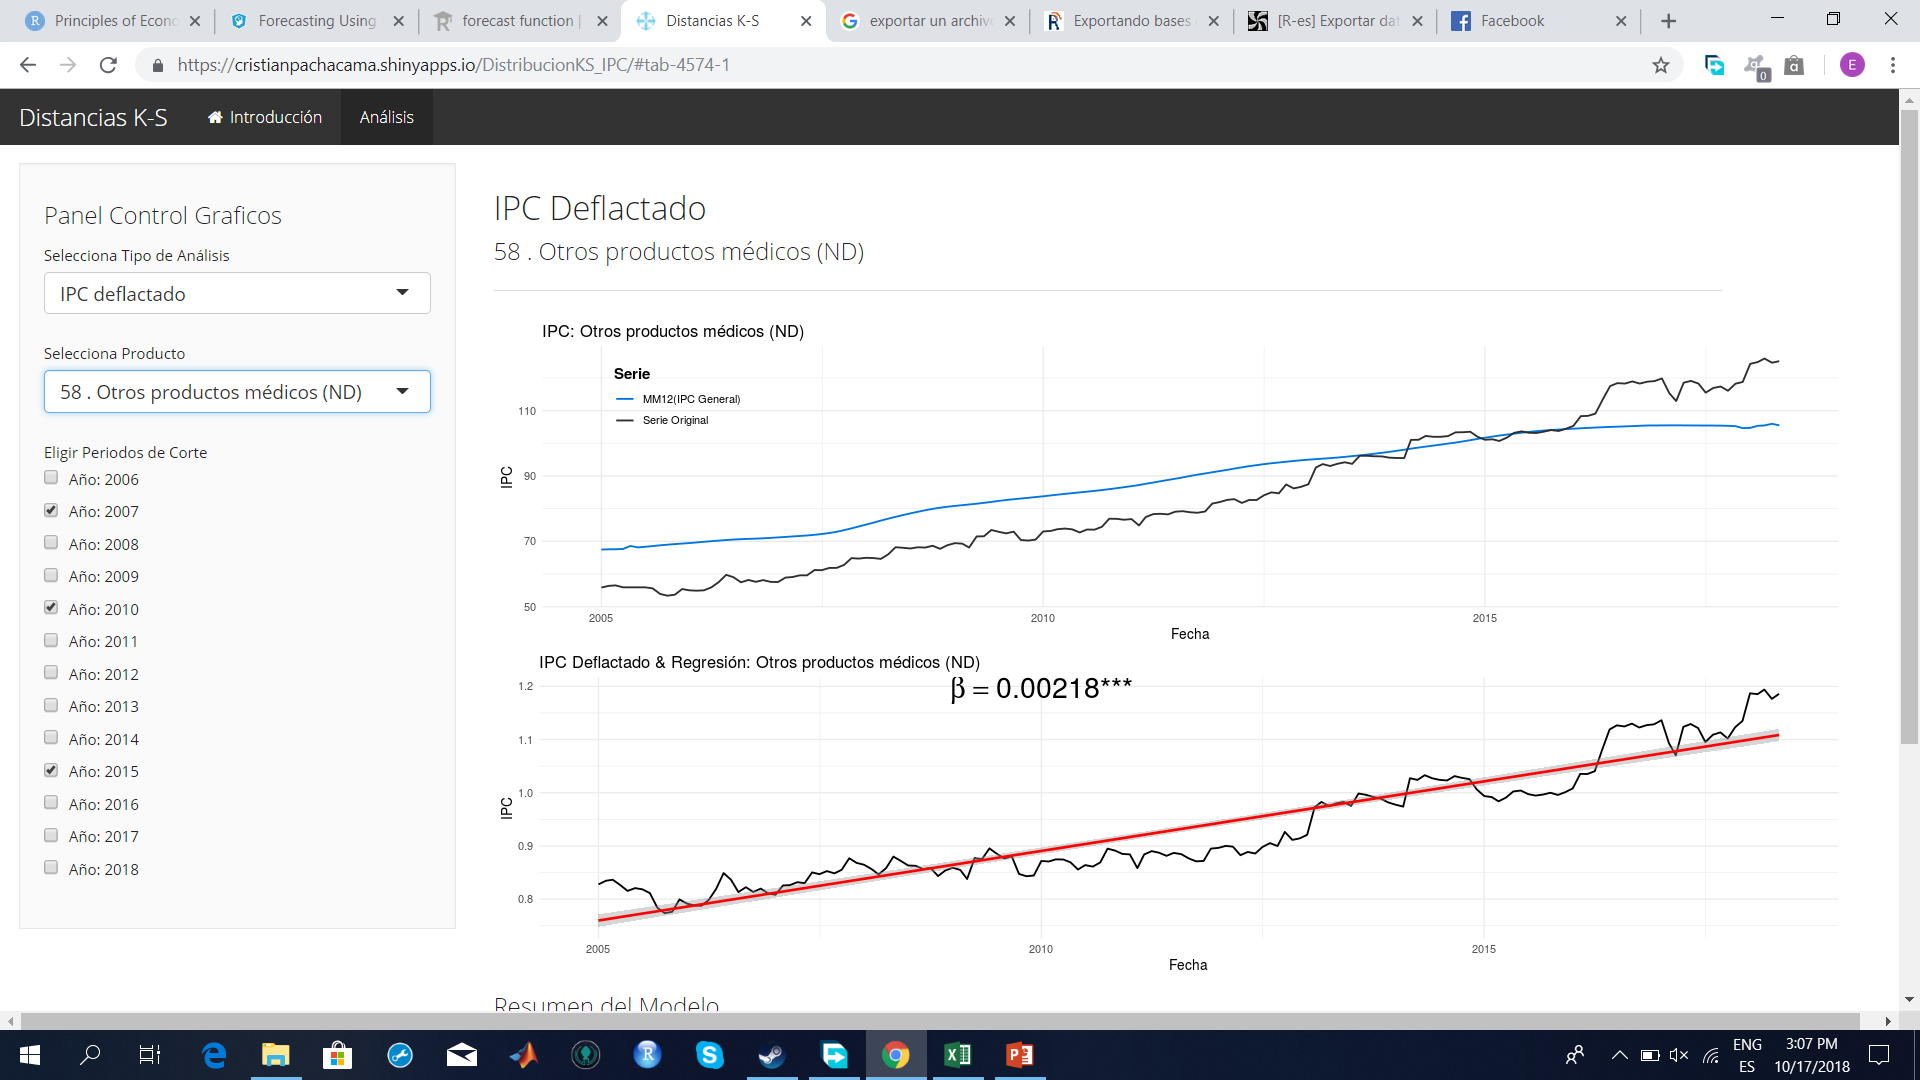 Principles of Econo
Forecasting Using
forecast function |
Distancias K-S
exportar un archivo
Exportando bases
[R-es] Exportar dat
Facebook
https://cristianpachacama.shinyapps.io/DistribucionKS_IPC/#tab-4574-1
0
E
Distancias K-S
Introducción
Análisis
Panel Control Graficos
Selecciona Tipo de Análisis
IPC deflactado
Selecciona Producto
58 . Otros productos médicos (ND)
Eligir Periodos de Corte
Año: 2006
Año: 2007
Año: 2008
Año: 2009
Año: 2010
Año: 2011
Año: 2012
Año: 2013
Año: 2014
Año: 2015
Año: 2016
Año: 2017
Año: 2018
IPC Deflactado
58 . Otros productos médicos (ND)
IPC: Otros productos médicos (ND)
Serie
MM12(IPC General)
Serie Original
110
90
70
50
IPC
2005
2010
2015
Fecha
IPC Deflactado & Regresión: Otros productos médicos (ND)
β = 0.00218***
1.2
1.1
1.0
0.9
0.8
IPC
2005
2010
2015
Fecha
Resumen del Modelo
ENG
ES
3:07 PM
10/17/2018